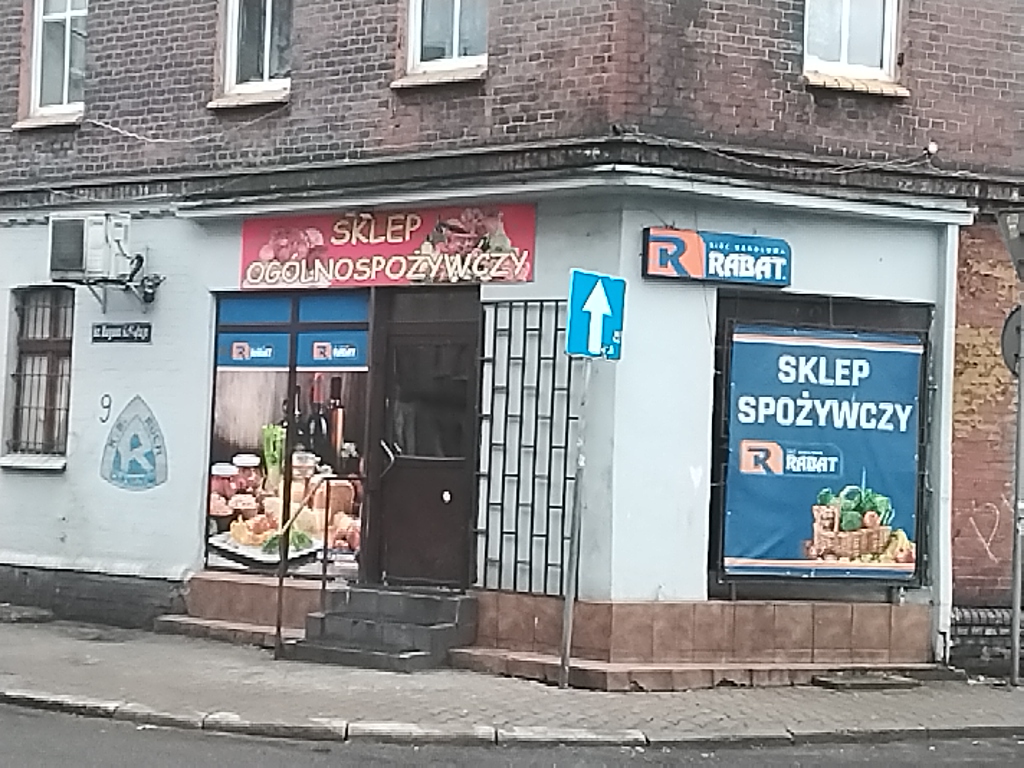 SKLEP
OGÓLNOSPOŻYWCZY
SIEĆ HANDLOWA
RABAT
R RABAT
R RABAT
SKLEP
SPOŻYWCZY
R RABAT
9
R